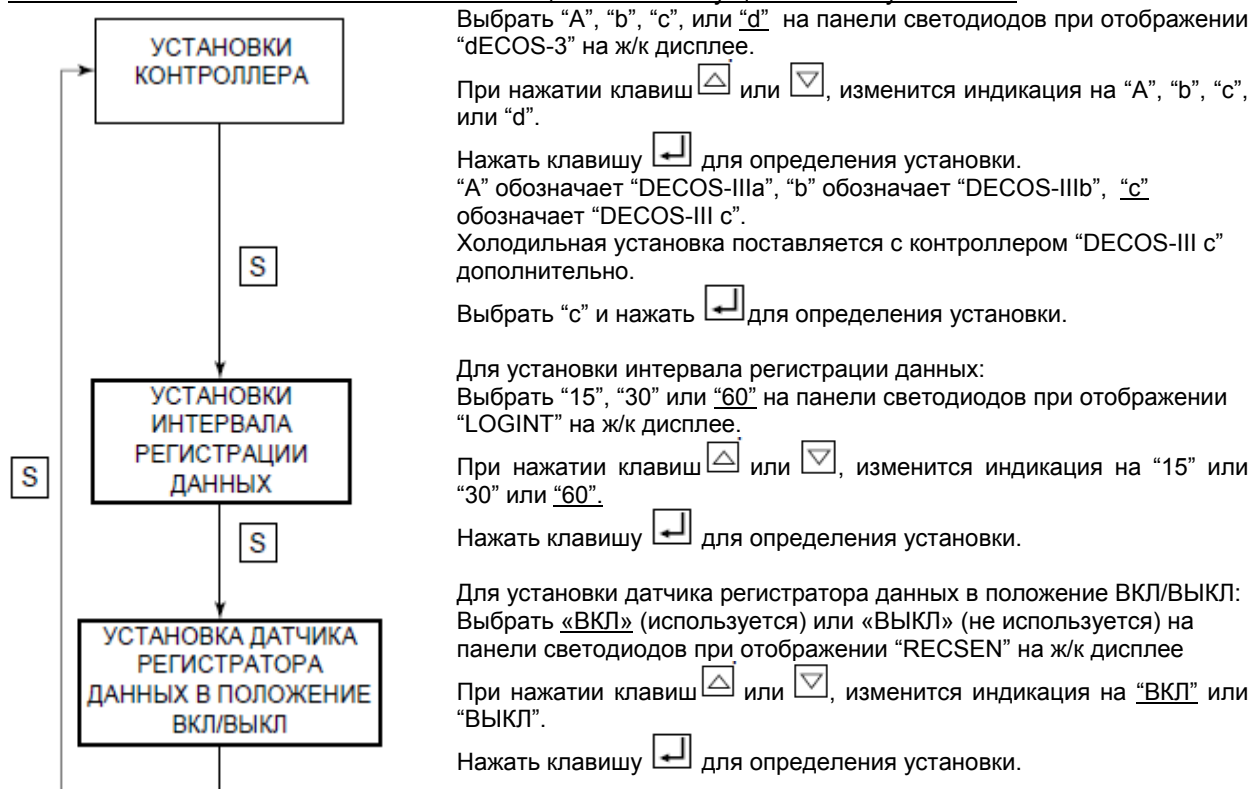 УСТАНОВКИ
КОНТРОЛЛЕРА
S
Выбрать “A”, “b”, “c”, или “d” на панели светодиодов при отображении
“dECOS-3” на ж/к дисплее.
При нажатии клавиш или , изменится индикация на “A”, “b”, “c”,
или “d”.
Нажать клавишу для определения установки.
“A” обозначает “DECOS-IIIa”, “b” обозначает “DECOS-IIIb”, “c”
обозначает “DECOS-III c”.
Холодильная установка поставляется с контроллером “DECOS-III c”
дополнительно.
Выбрать “c” и нажать для определения установки.
УСТАНОВКИ
ИНТЕРВАЛА
РЕГИСТРАЦИИ
ДАННЫХ
S
S
Для установки интервала регистрации данных:
Выбрать “15”, “30” или “60” на панели светодиодов при отображении
“LOGINT” на ж/к дисплее.
При нажатии клавиш или , изменится индикация на “15” или
“30” или “60”.
Нажать клавишу для определения установки.
УСТАНОВКА ДАТЧИКА
РЕГИСТРАТОРА
ДАННЫХ В ПОЛОЖЕНИЕ
ВКЛ/ВЫКЛ
Для установки датчика регистратора данных в положение ВКЛ/ВЫКЛ:
Выбрать «ВКЛ» (используется) или «ВЫКЛ» (не используется) на
панели светодиодов при отображении “RECSEN” на ж/к дисплее
При нажатии клавиш или , изменится индикация на “ВКЛ” или
“ВЫКЛ”.
Нажать клавишу для определения установки.